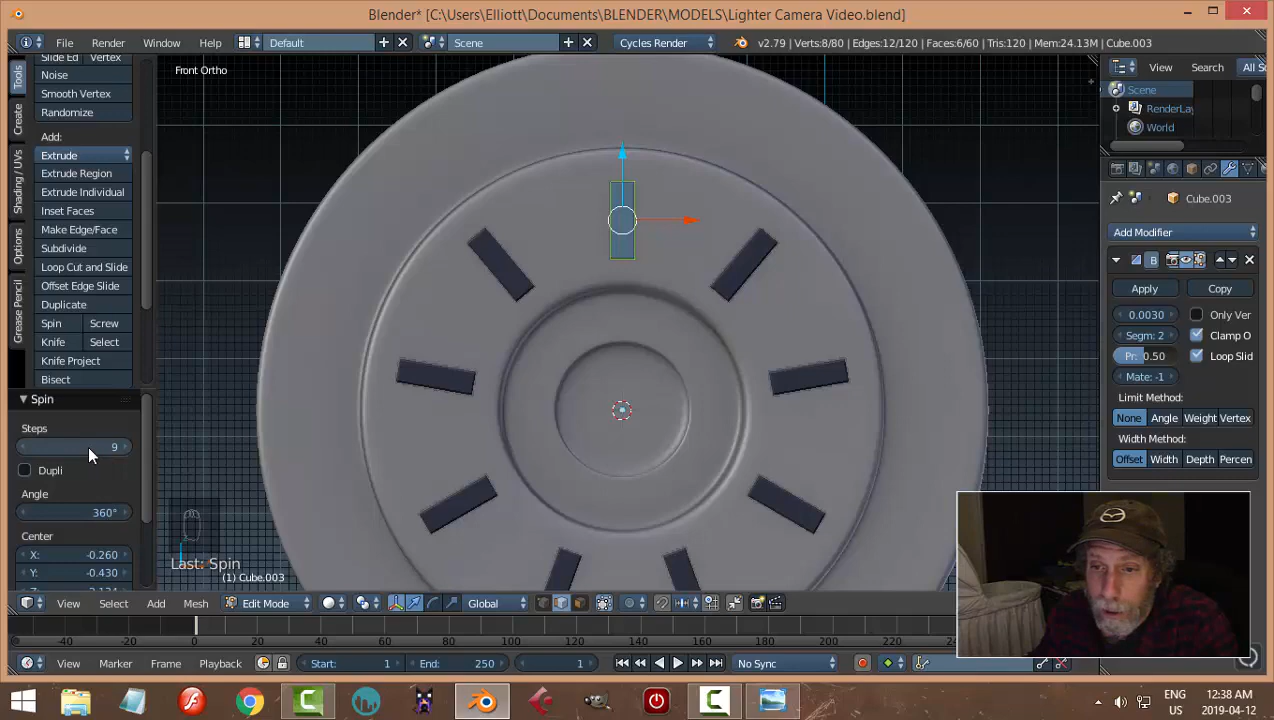 Blender* [C:\Users\Elliott\Documents\BLENDER\MODELS\Lighter Camera Video.blend]
File Render Window Help Default Scene Cycles Render v2.79 | Verts:8/80 | Edges:12/120 | Faces:6/60 | Tris:120 | Mem:24.13M | Cube.003
Slide Ed Vertex
Noise
Smooth Vertex
Randomize
Add:
Extrude
Extrude Region
Extrude Individual
Inset Faces
Make Edge/Face
Subdivide
Loop Cut and Slide
Offset Edge Slide
Duplicate
Spin Screw
Knife Select
Knife Project
Bisect
Tools
Create
Shading / UVs
Options
Grease Pencil
Spin
Steps
9
Dupli
Angle
360°
Center
X: -0.260
Y: -0.430
Front Ortho
Last: Spin
(1) Cube.003
View Select Add Mesh Edit Mode Global
-40 -20 0 20 40 60 80 100 120 140 160 180 200 220 240 260
View Marker Frame Playback Start: 1 End: 250 1 No Sync
View Search All S
Scene
RenderLay
World
Cube.003
Add Modifier
B
Apply Copy
0.0030 Only Ver
Segm: 2 Clamp O
Pr: 0.50 Loop Slid
Mate: -1
Limit Method:
None Angle Weight Vertex
Width Method:
Offset Width Depth Percen
ENG 12:38 AM
US 2019-04-12